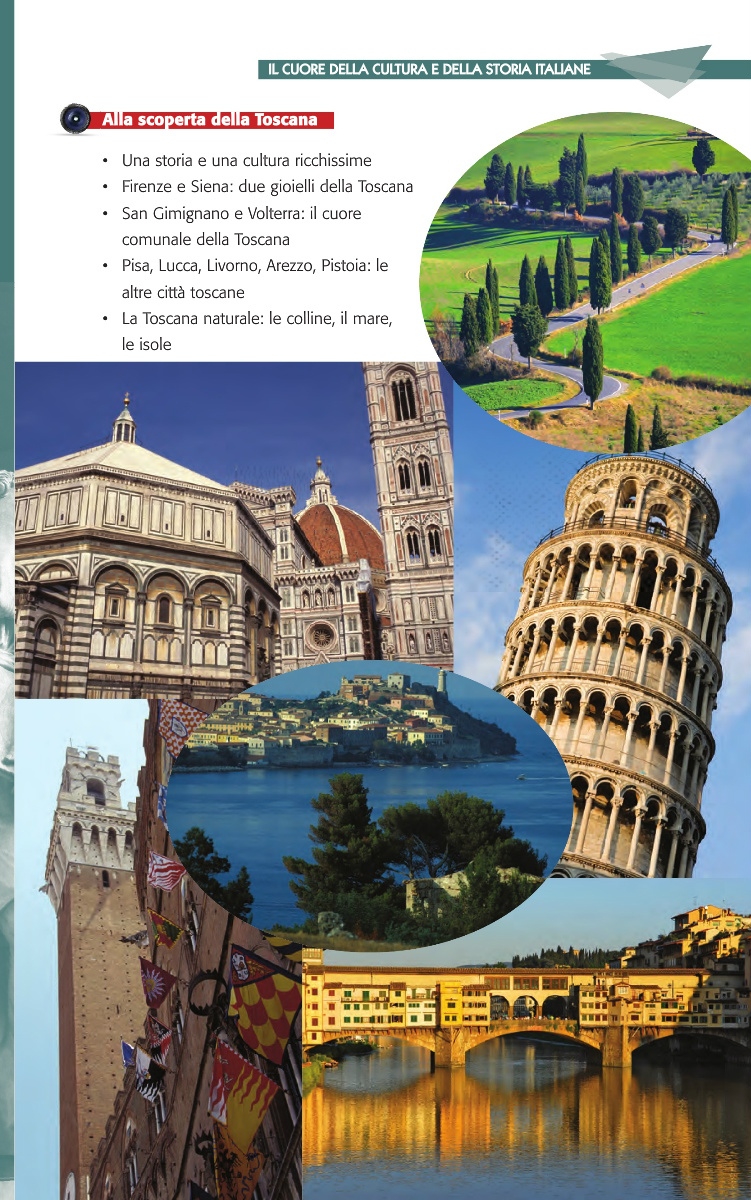 IL CUORE DELLA CULTURA E DELLA STORIA ITALIANE
Alla scoperta della Toscana
• Una storia e una cultura ricchissime
• Firenze e Siena: due gioielli della Toscana
• San Gimignano e Volterra: il cuore
comunale della Toscana
• Pisa, Lucca, Livorno, Arezzo, Pistoia: le
altre città toscane
• La Toscana naturale: le colline, il mare,
le isole